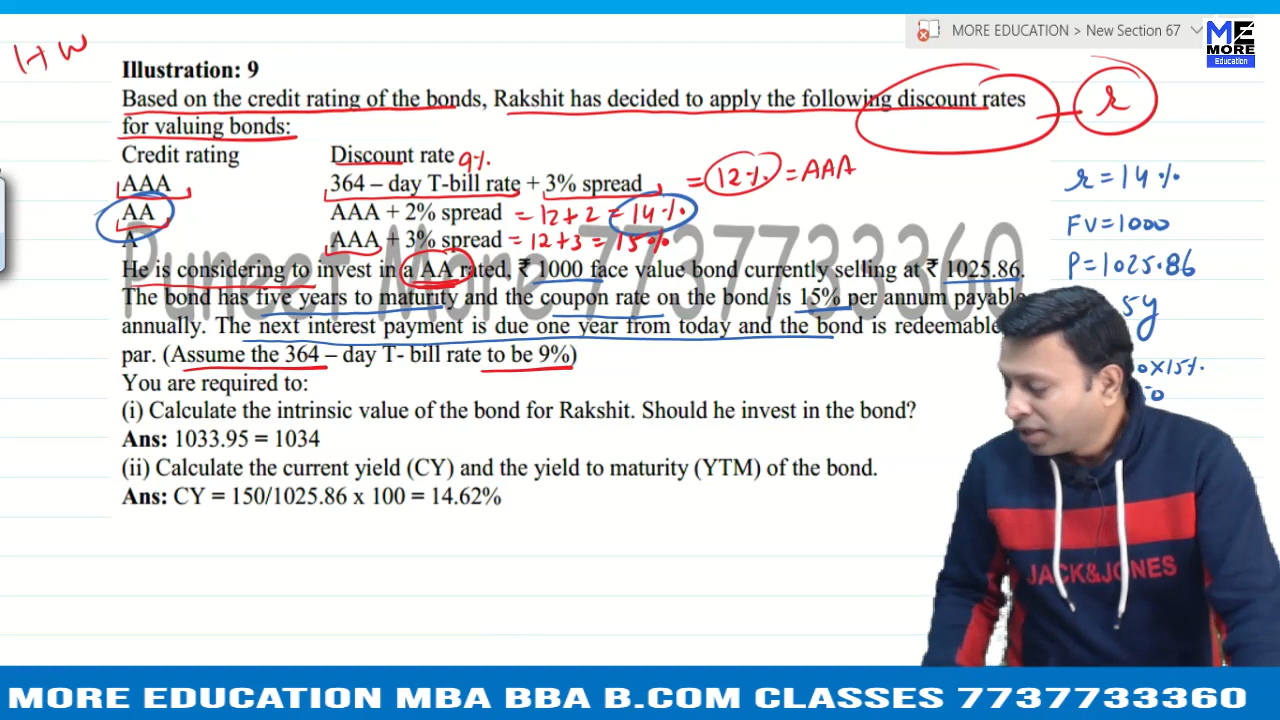 MORE EDUCATION > New Section 67
ME
MORE
Education
HW
Illustration: 9
Based on the credit rating of the bonds, Rakshit has decided to apply the following discount rates
r
for valuing bonds:
Credit rating Discount rate 9%
AAA 364 – day T-bill rate + 3% spread = 12% = AAA
r = 14%
AA AAA + 2% spread = 12 + 2 = 14%
FV = 1000
A AAA + 3% spread = 12 + 3 = 15%
Puneet More 7737733360
P = 1025.86
He is considering to invest in a AA rated, ₹ 1000 face value bond currently selling at ₹ 1025.86.
The bond has five years to maturity and the coupon rate on the bond is 15% per annum payable
5y
annually. The next interest payment is due one year from today and the bond is redeemable
par. (Assume the 364 – day T- bill rate to be 9%)
0x15%
You are required to:
(i) Calculate the intrinsic value of the bond for Rakshit. Should he invest in the bond?
Ans: 1033.95 = 1034
(ii) Calculate the current yield (CY) and the yield to maturity (YTM) of the bond.
Ans: CY = 150/1025.86 x 100 = 14.62%
JACK&JONES
MORE EDUCATION MBA BBA B.COM CLASSES 7737733360